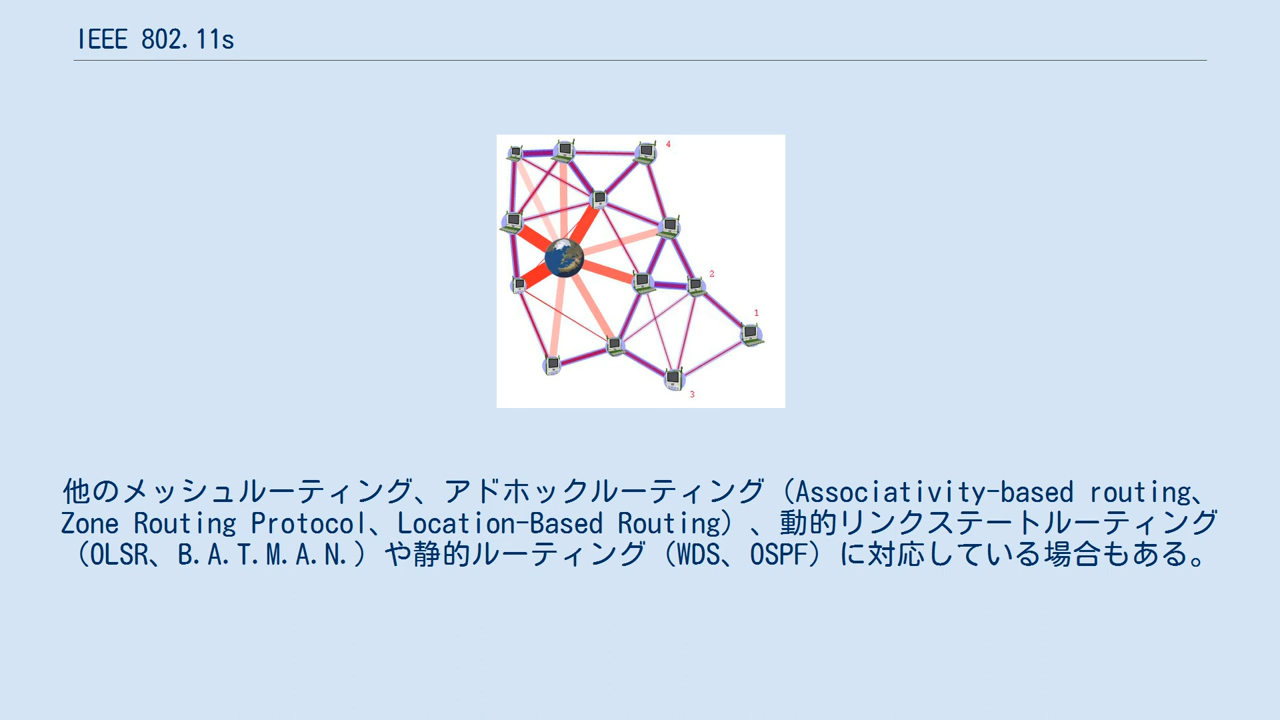 IEEE 802.11s
4
2
1
3
他のメッシュルーティング、アドホックルーティング（Associativity-based routing、
Zone Routing Protocol、Location-Based Routing）、動的リンクステートルーティング
（OLSR、B.A.T.M.A.N.）や静的ルーティング（WDS、OSPF）に対応している場合もある。